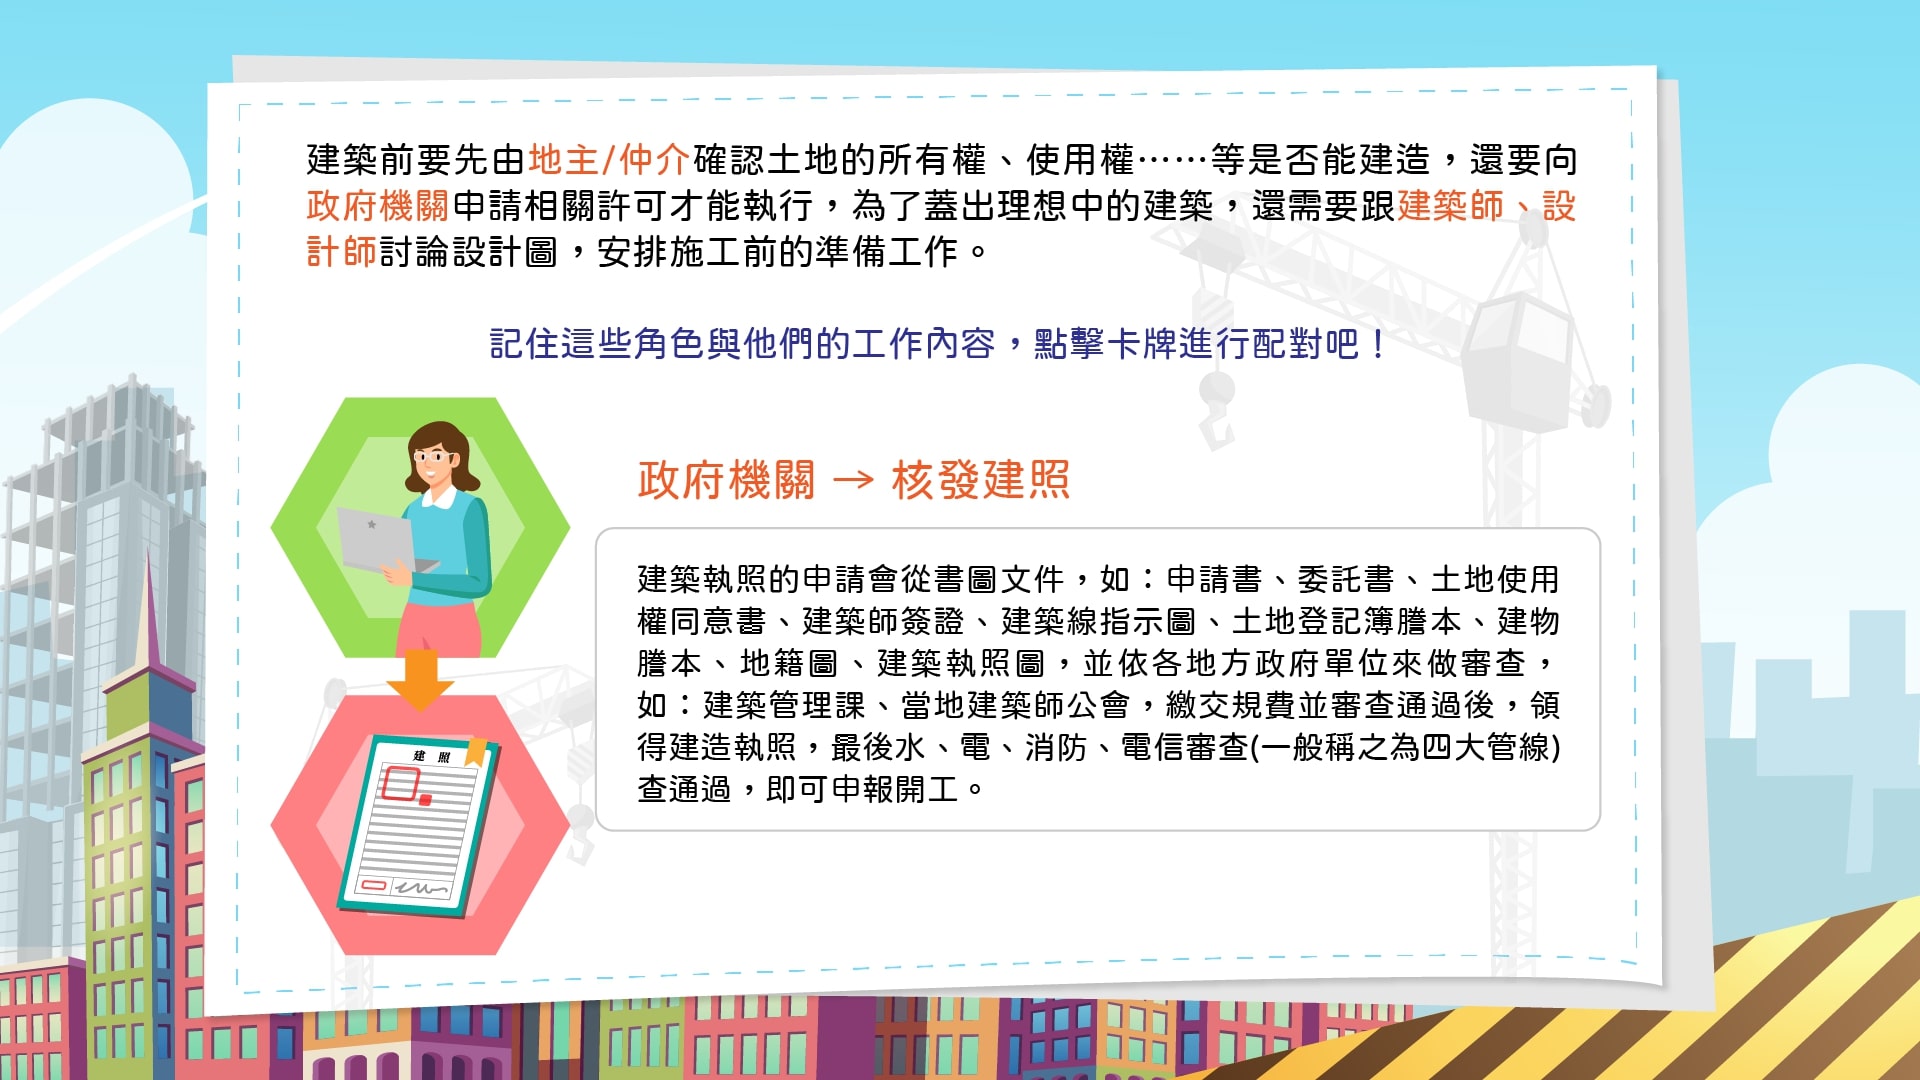 建築前要先由地主/仲介確認土地的所有權、使用權……等是否能建造，還要向
政府機關申請相關許可才能執行，為了蓋出理想中的建築，還需要跟建築師、設
計師討論設計圖，安排施工前的準備工作。
記住這些角色與他們的工作內容，點擊卡牌進行配對吧！
政府機關 → 核發建照
建築執照的申請會從書圖文件，如：申請書、委託書、土地使用
權同意書、建築師簽證、建築線指示圖、土地登記簿謄本、建物
謄本、地籍圖、建築執照圖，並依各地方政府單位來做審查，
如：建築管理課、當地建築師公會，繳交規費並審查通過後，領
得建造執照，最後水、電、消防、電信審查(一般稱之為四大管線)
查通過，即可申報開工。
建 照